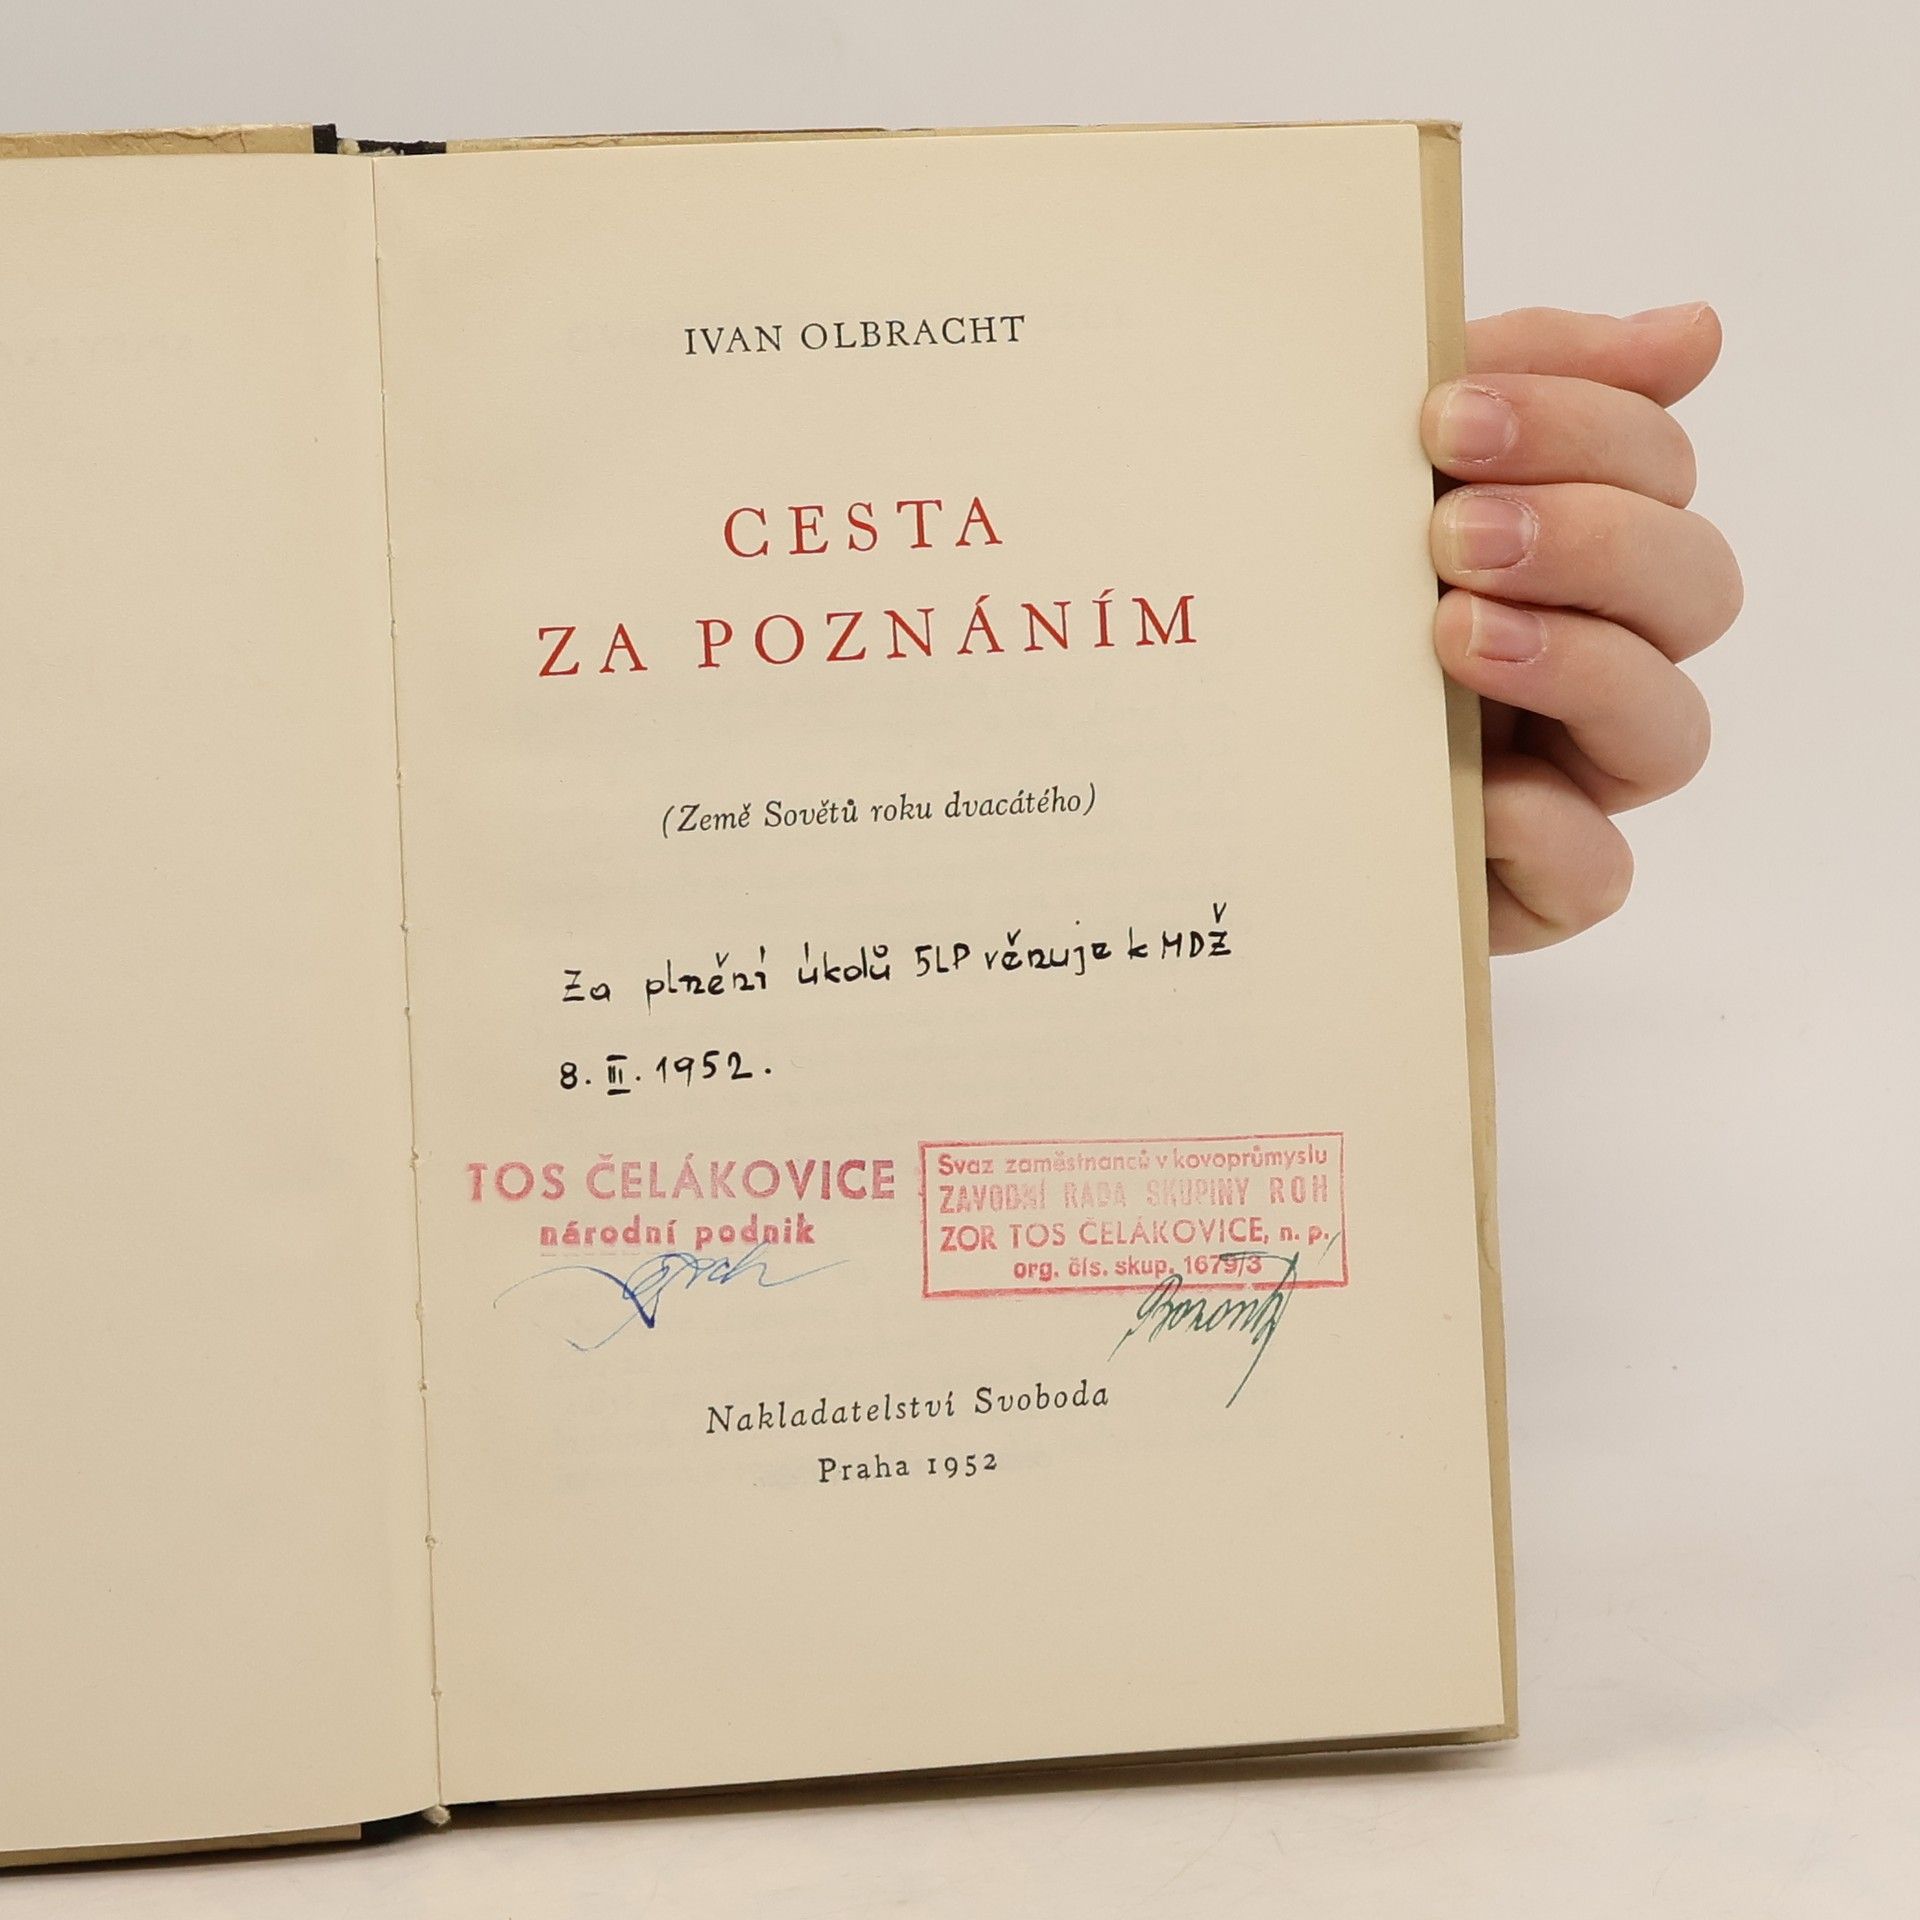 IVAN OLBRACHT
CESTA
ZA POZNÁNÍM
(Země Sovětů roku dvacátého)
Za plnění úkolů 5LP věnuje k MDŽ
8. III. 1952.
TOS ČELÁKOVICE
národní podnik
Svaz zaměstnanců v kovoprůmyslu
ZÁVODNÍ RADA SKUPINY ROH
ZOR TOS ČELÁKOVICE, n. p.
org. čís. skup. 1679/3
Nakladatelství Svoboda
Praha 1952